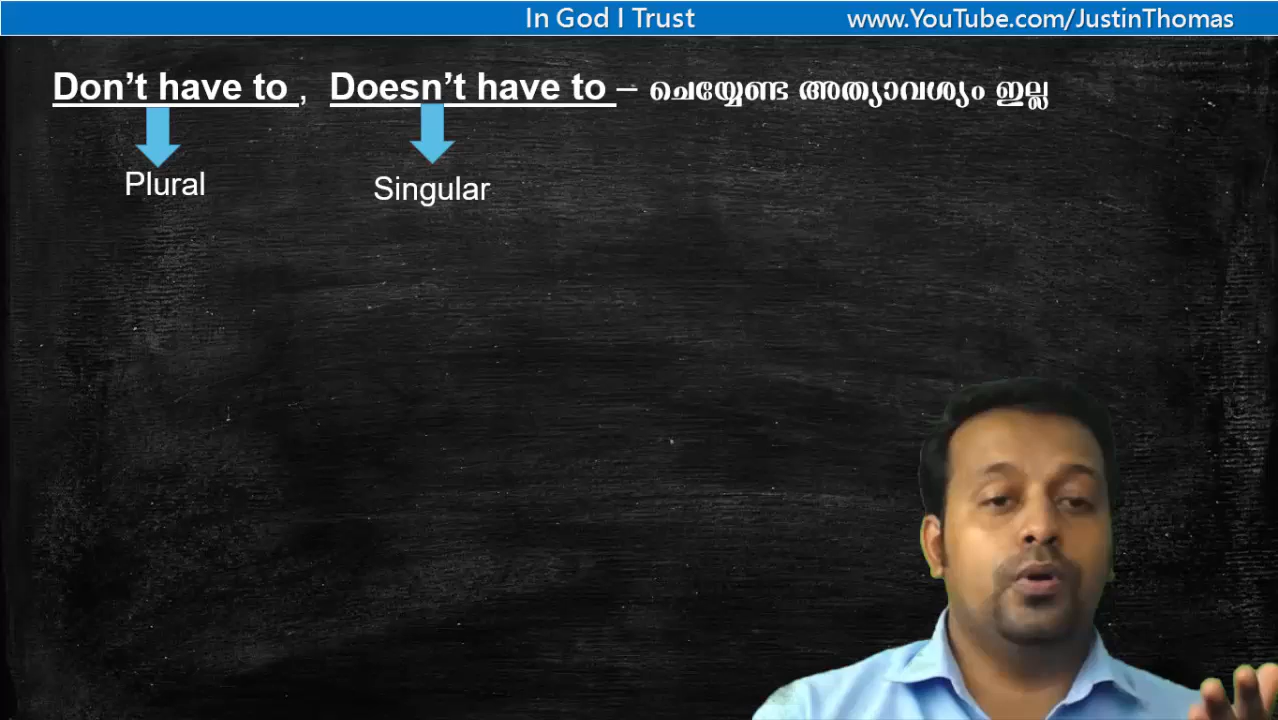 In God I Trust www.YouTube.com/JustinThomas
Don’t have to , Doesn’t have to – ചെയ്യേണ്ട അത്യാവശ്യം ഇല്ല
Plural Singular